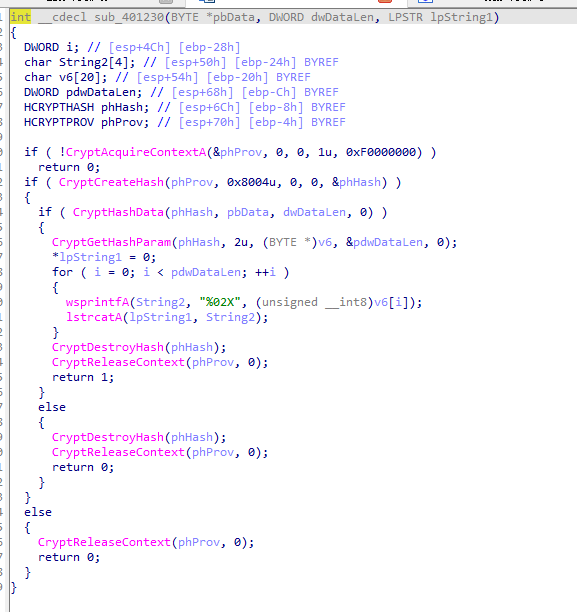 int __cdecl sub_401230(BYTE *pbData, DWORD dwDataLen, LPSTR lpString1)
{
  DWORD i; // [esp+4Ch] [ebp-28h]
  char String2[4]; // [esp+50h] [ebp-24h] BYREF
  char v6[20]; // [esp+54h] [ebp-20h] BYREF
  DWORD pdwDataLen; // [esp+68h] [ebp-Ch] BYREF
  HCRYPTHASH phHash; // [esp+6Ch] [ebp-8h] BYREF
  HCRYPTPROV phProv; // [esp+70h] [ebp-4h] BYREF

  if ( !CryptAcquireContextA(&phProv, 0, 0, 1u, 0xF0000000) )
    return 0;
  if ( CryptCreateHash(phProv, 0x8004u, 0, 0, &phHash) )
  {
    if ( CryptHashData(phHash, pbData, dwDataLen, 0) )
    {
      CryptGetHashParam(phHash, 2u, (BYTE *)v6, &pdwDataLen, 0);
      *lpString1 = 0;
      for ( i = 0; i < pdwDataLen; ++i )
      {
        wsprintfA(String2, "%02X", (unsigned __int8)v6[i]);
        lstrcatA(lpString1, String2);
      }
      CryptDestroyHash(phHash);
      CryptReleaseContext(phProv, 0);
      return 1;
    }
    else
    {
      CryptDestroyHash(phHash);
      CryptReleaseContext(phProv, 0);
      return 0;
    }
  }
  else
  {
    CryptReleaseContext(phProv, 0);
    return 0;
  }
}